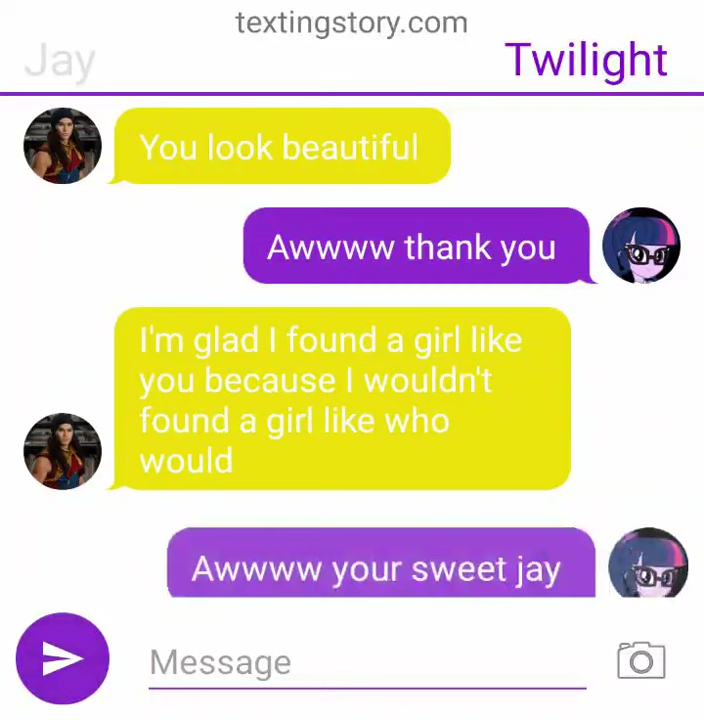 textingstory.com
Jay
Twilight
You look beautiful
Awwww thank you
I'm glad I found a girl like
you because I wouldn't
found a girl like who
would
Awwww your sweet jay
Message